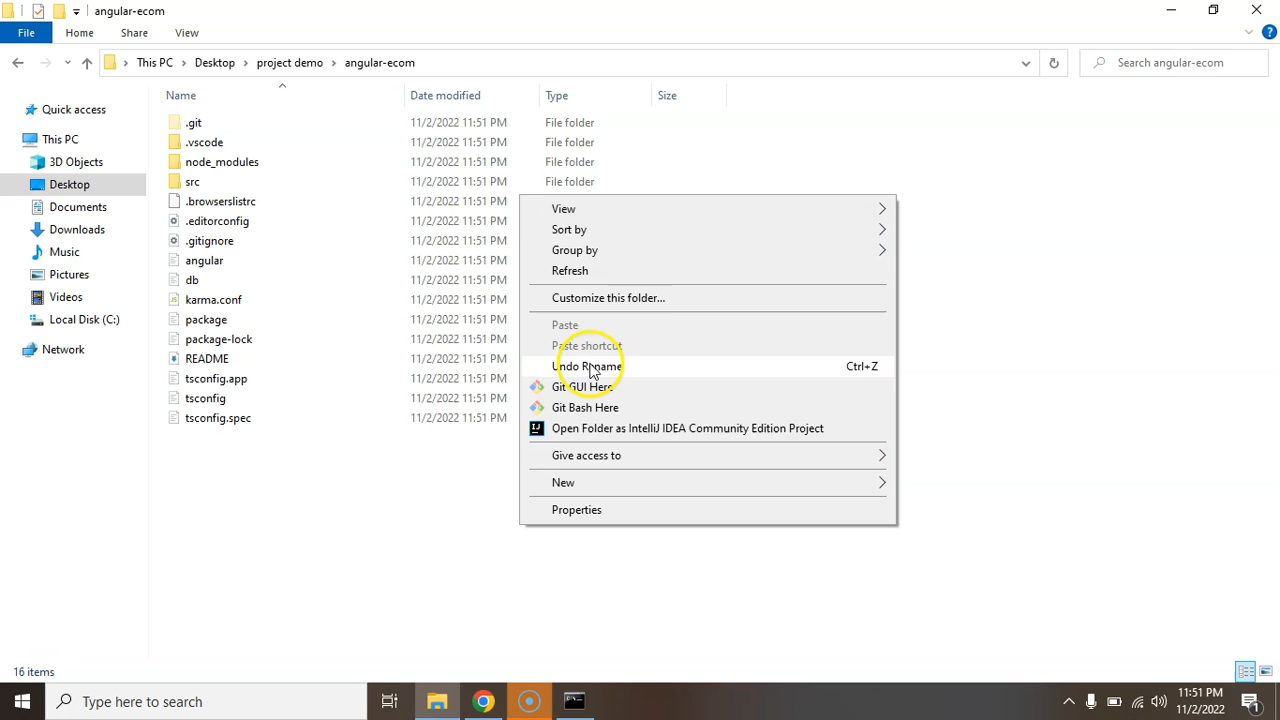 angular-ecom
File Home Share View
This PC Desktop project demo angular-ecom Search angular-ecom
Name Date modified Type Size
Quick access
This PC
3D Objects
Desktop
Documents
Downloads
Music
Pictures
Videos
Local Disk (C:)
Network
.git 11/2/2022 11:51 PM File folder
.vscode 11/2/2022 11:51 PM File folder
node_modules 11/2/2022 11:51 PM File folder
src 11/2/2022 11:51 PM File folder
.browserslistrc 11/2/2022 11:51 PM
.editorconfig 11/2/2022 11:51 PM
.gitignore 11/2/2022 11:51 PM
angular 11/2/2022 11:51 PM
db 11/2/2022 11:51 PM
karma.conf 11/2/2022 11:51 PM
package 11/2/2022 11:51 PM
package-lock 11/2/2022 11:51 PM
README 11/2/2022 11:51 PM
tsconfig.app 11/2/2022 11:51 PM
tsconfig 11/2/2022 11:51 PM
tsconfig.spec 11/2/2022 11:51 PM
View
Sort by
Group by
Refresh
Customize this folder...
Paste
Paste shortcut
Undo Rename Ctrl+Z
Git GUI Here
Git Bash Here
IJ Open Folder as IntelliJ IDEA Community Edition Project
Give access to
New
Properties
16 items
Type here to search
11:51 PM
11/2/2022
1